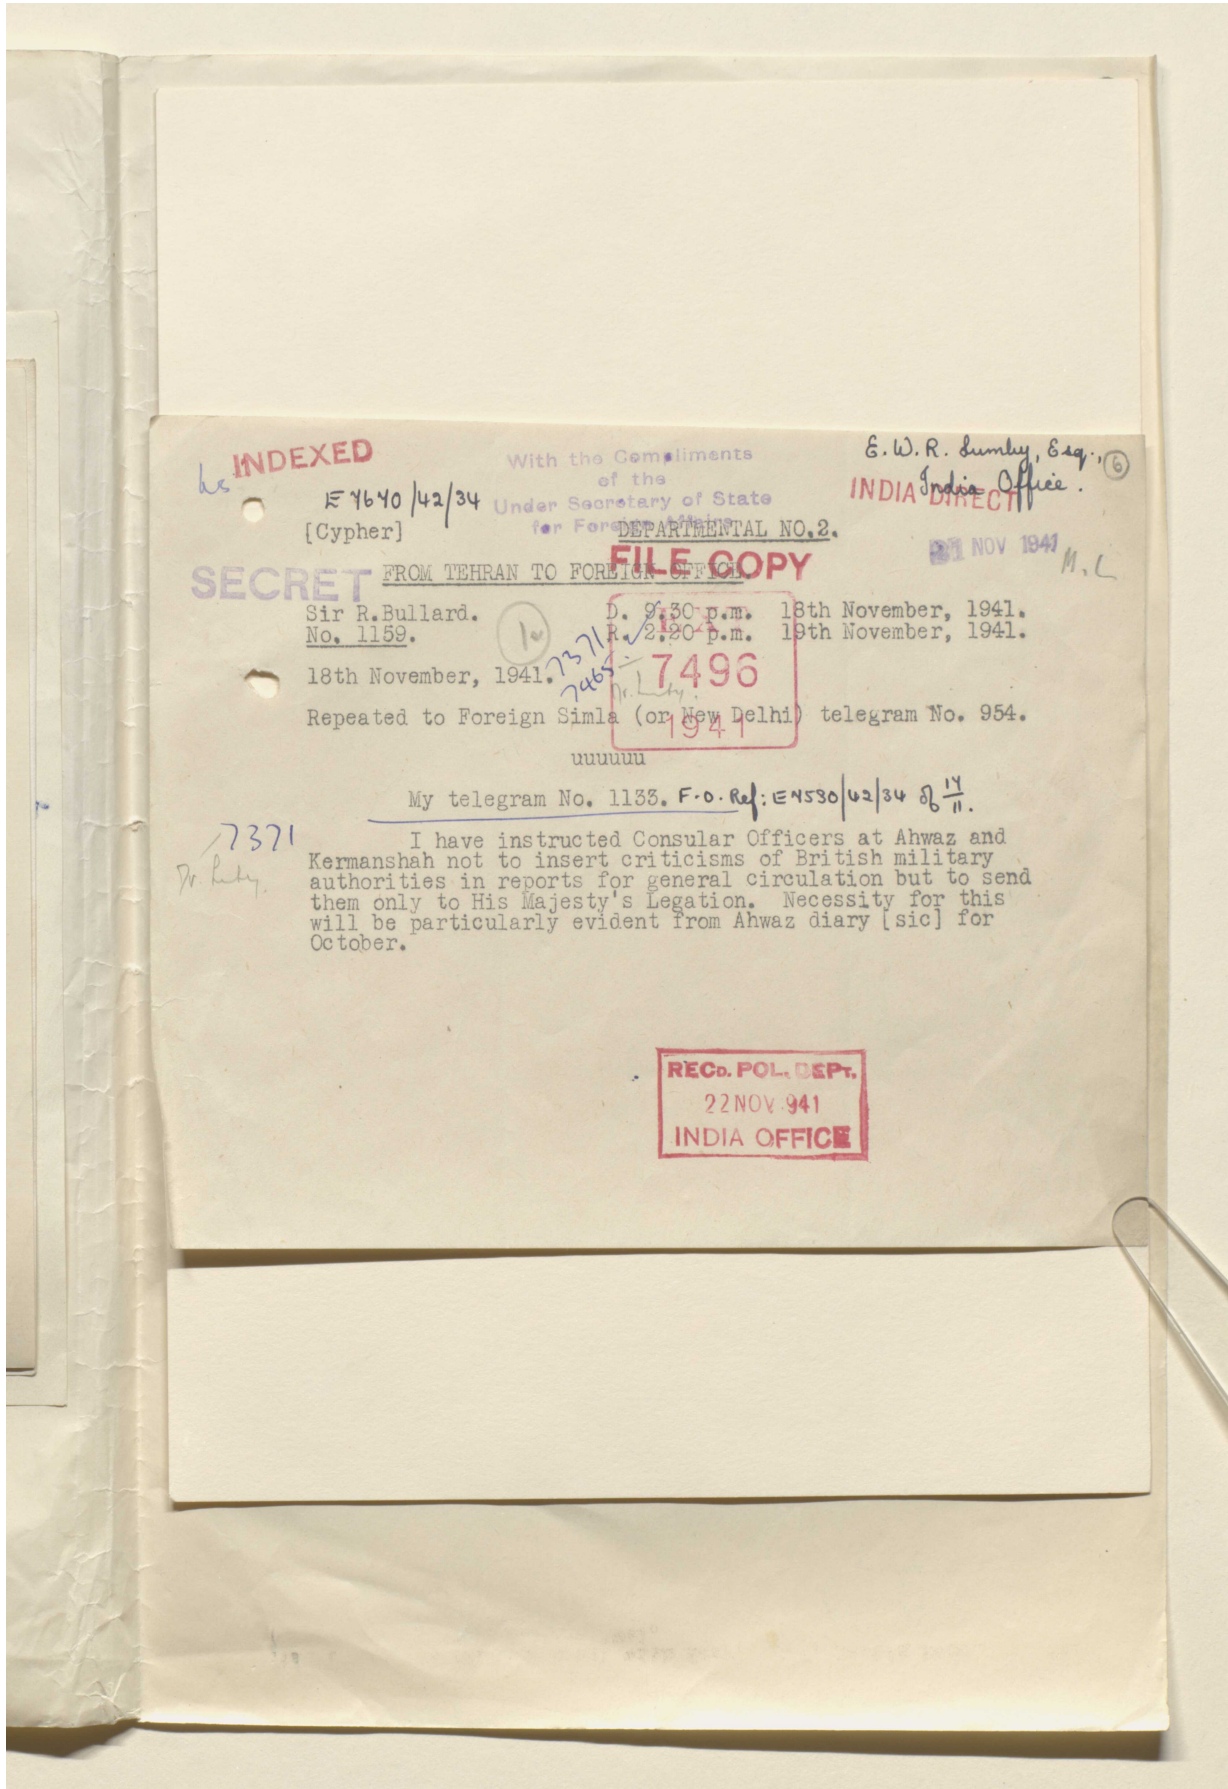 INDEXED
With the Compliments
of the
Under Secretary of State
for Foreign Affairs
E. W. R. Lumby, Esq.,
India Office.
6
INDIA DIRECT
E 7670/42/34
[Cypher]
DEPARTMENTAL NO.2.
21 NOV 1941
SECRET
FROM TEHRAN TO FOREIGN OFFICE.
FILE COPY
Sir R.Bullard.
No. 1159.
D. 9.30 p.m. 18th November, 1941.
R. 2.20 p.m. 19th November, 1941.
EXT
7496
1941
7371
7465
18th November, 1941.
Repeated to Foreign Simla (or New Delhi) telegram No. 954.
uuuuuu
My telegram No. 1133. F.O. Ref: E7530/42/34 of 14/11.
7371
I have instructed Consular Officers at Ahwaz and
Kermanshah not to insert criticisms of British military
authorities in reports for general circulation but to send
them only to His Majesty's Legation. Necessity for this
will be particularly evident from Ahwaz diary [sic] for
October.
RECD. POL. DEPT.
22 NOV 941
INDIA OFFICE